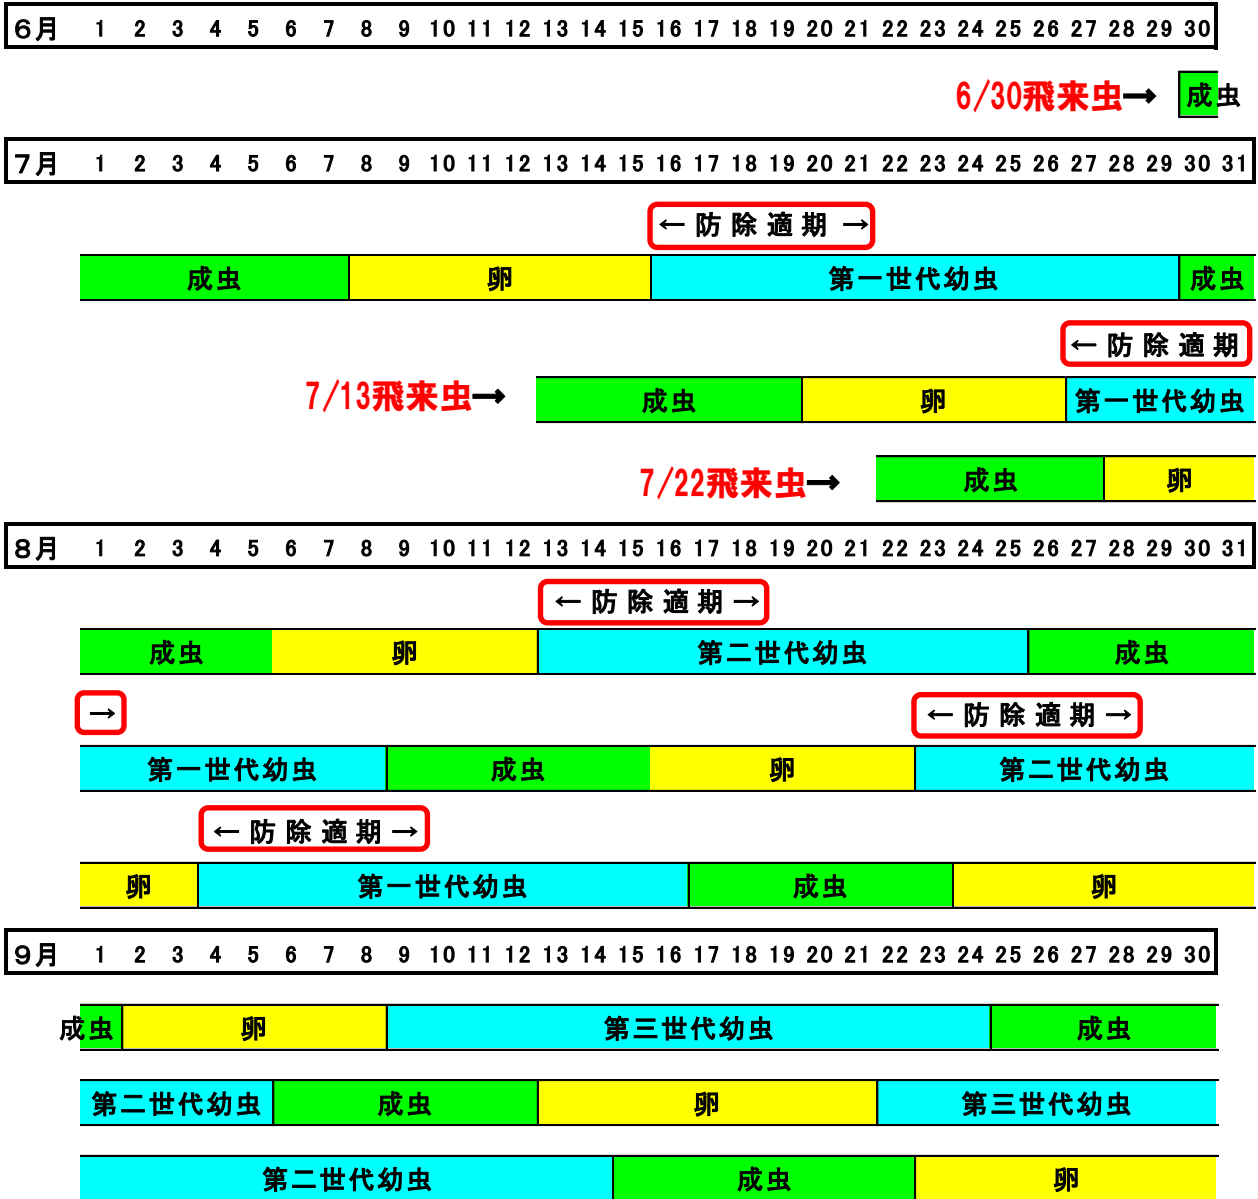 6月 1 2 3 4 5 6 7 8 9 10 11 12 13 14 15 16 17 18 19 20 21 22 23 24 25 26 27 28 29 30
6/30飛来虫→ 成虫
7月 1 2 3 4 5 6 7 8 9 10 11 12 13 14 15 16 17 18 19 20 21 22 23 24 25 26 27 28 29 30 31
←防除適期→
成虫 卵 第一世代幼虫 成虫
←防除適期
7/13飛来虫→ 成虫 卵 第一世代幼虫
7/22飛来虫→ 成虫 卵
8月 1 2 3 4 5 6 7 8 9 10 11 12 13 14 15 16 17 18 19 20 21 22 23 24 25 26 27 28 29 30 31
←防除適期→
成虫 卵 第二世代幼虫 成虫
→ ←防除適期→
第一世代幼虫 成虫 卵 第二世代幼虫
←防除適期→
卵 第一世代幼虫 成虫 卵
9月 1 2 3 4 5 6 7 8 9 10 11 12 13 14 15 16 17 18 19 20 21 22 23 24 25 26 27 28 29 30
成虫 卵 第三世代幼虫 成虫
第二世代幼虫 成虫 卵 第三世代幼虫
第二世代幼虫 成虫 卵